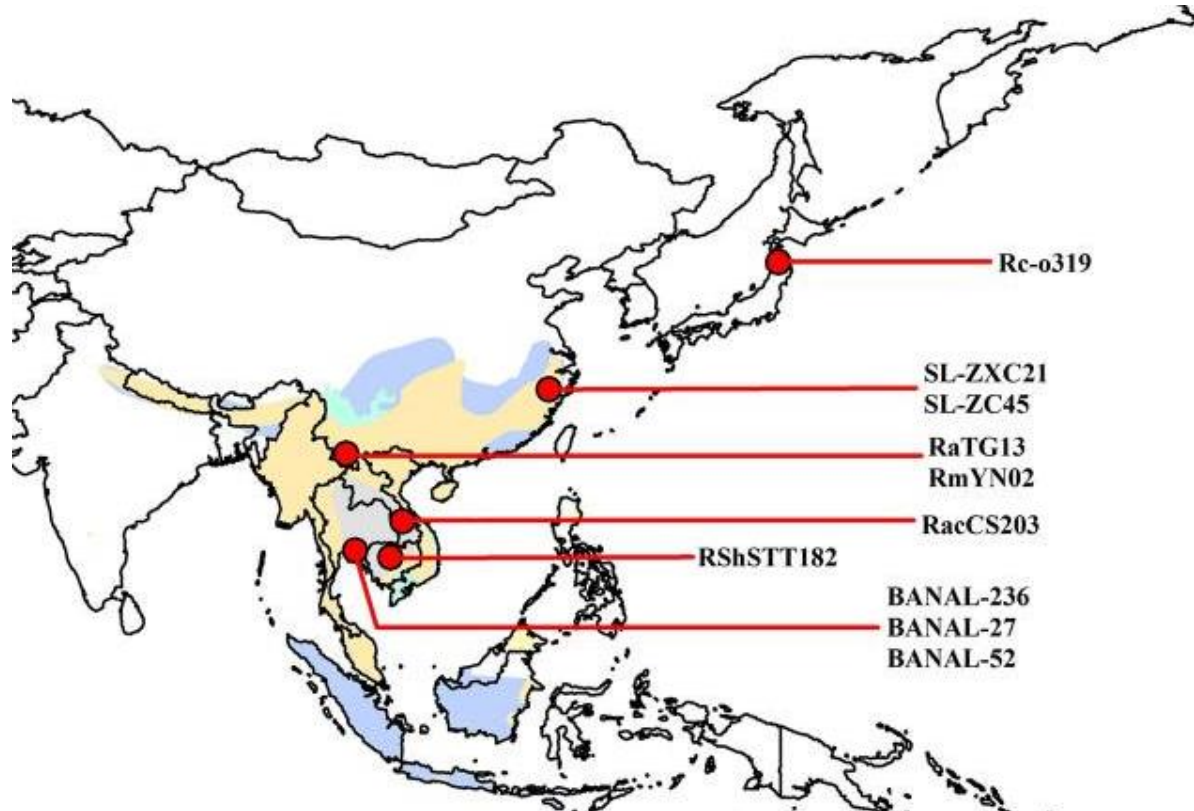 Rc-o319
SL-ZXC21
SL-ZC45
RaTG13
RmYN02
RacCS203
RShSTT182
BANAL-236
BANAL-27
BANAL-52